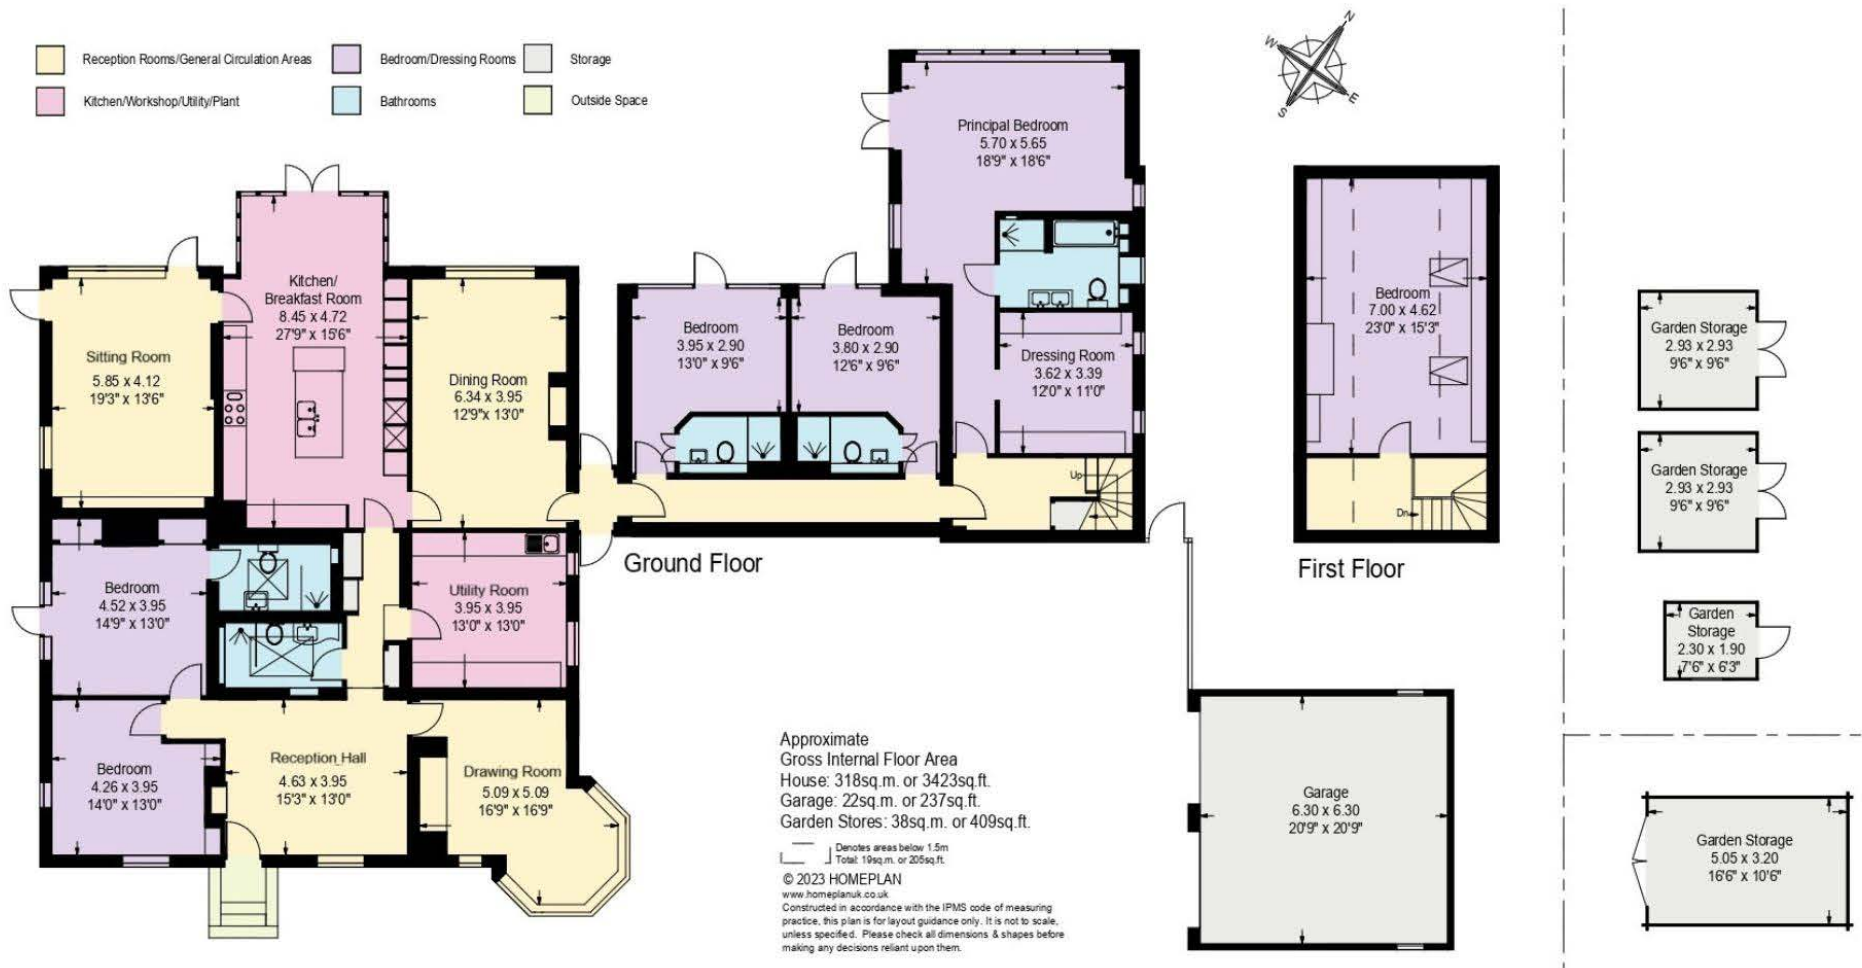 Reception Rooms/General Circulation Areas
Bedroom/Dressing Rooms
Storage
Kitchen/Workshop/Utility/Plant
Bathrooms
Outside Space
N
W
E
S
Principal Bedroom
5.70 x 5.65
18'9" x 18'6"
Kitchen/
Breakfast Room
8.45 x 4.72
27'9" x 15'6"
Sitting Room
5.85 x 4.12
19'3" x 13'6"
Dining Room
6.34 x 3.95
12'9"x 13'0"
Bedroom
3.95 x 2.90
13'0" x 9'6"
Bedroom
3.80 x 2.90
12'6" x 9'6"
Dressing Room
3.62 x 3.39
12'0" x 11'0"
Up
Ground Floor
Bedroom
4.52 x 3.95
14'9" x 13'0"
Utility Room
3.95 x 3.95
13'0" x 13'0"
Bedroom
4.26 x 3.95
14'0" x 13'0"
Reception Hall
4.63 x 3.95
15'3" x 13'0"
Drawing Room
5.09 x 5.09
16'9" x 16'9"
Bedroom
7.00 x 4.62
23'0" x 15'3"
Dn
First Floor
Garden Storage
2.93 x 2.93
9'6" x 9'6"
Garden Storage
2.93 x 2.93
9'6" x 9'6"
Garden
Storage
2.30 x 1.90
7'6" x 6'3"
Garage
6.30 x 6.30
20'9" x 20'9"
Garden Storage
5.05 x 3.20
16'6" x 10'6"
Approximate
Gross Internal Floor Area
House: 318sq.m. or 3423sq.ft.
Garage: 22sq.m. or 237sq.ft.
Garden Stores: 38sq.m. or 409sq.ft.
Denotes areas below 1.5m
Total: 19sq.m. or 205sq.ft.
© 2023 HOMEPLAN
www.homeplanuk.co.uk
Constructed in accordance with the IPMS code of measuring
practice, this plan is for layout guidance only. It is not to scale,
unless specified. Please check all dimensions & shapes before
making any decisions reliant upon them.